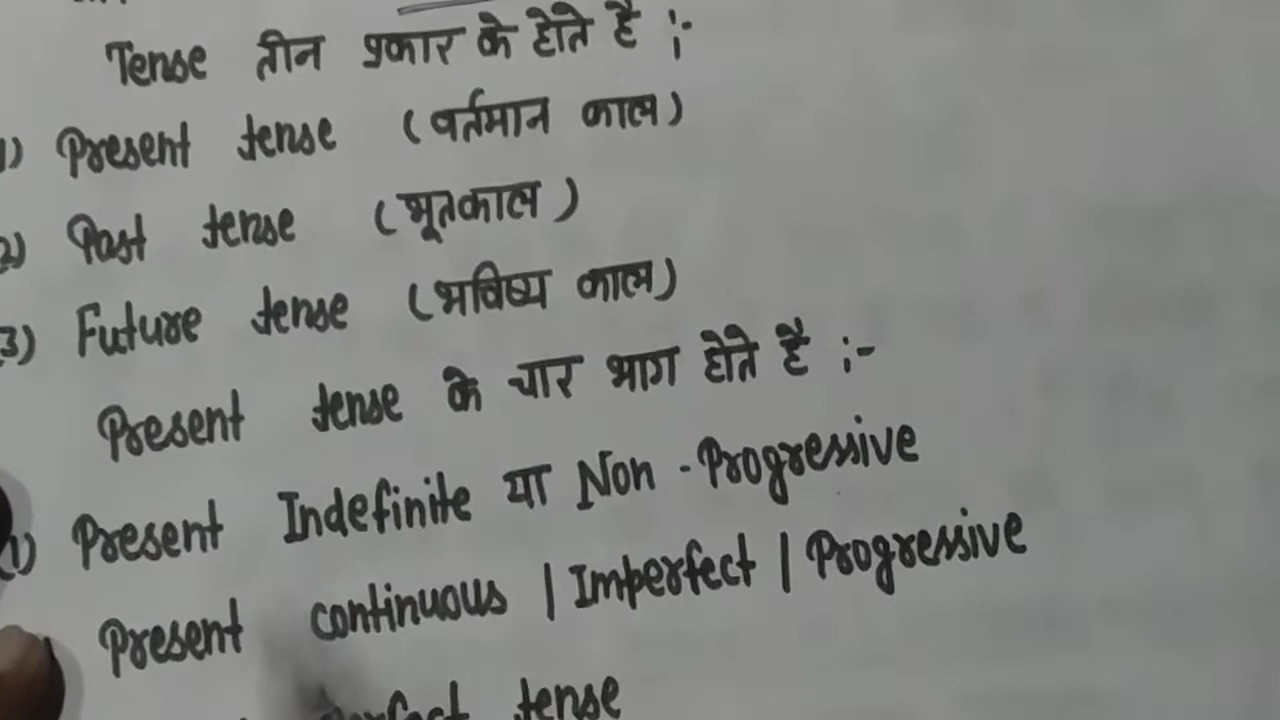 Tense तीन प्रकार के होते है :-
1) Present tense (वर्तमान काल)
2) Past tense (भूतकाल)
3) Future tense (भविष्य काल)
Present tense के चार भाग होते है :-
(1) Present Indefinite या Non-Progressive
Present continuous | Imperfect | Progressive
tense